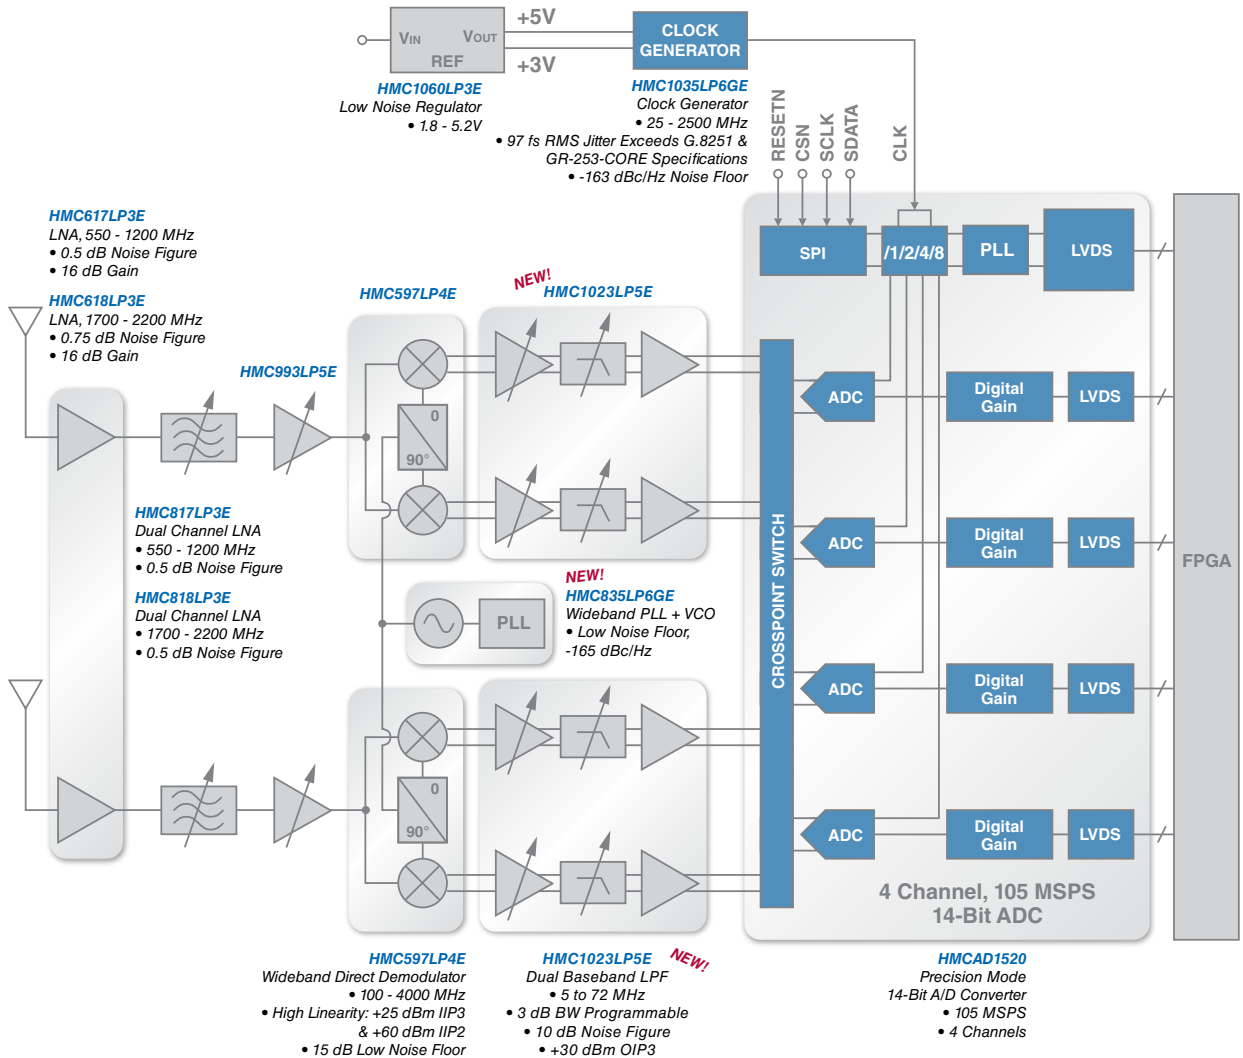 +5V
VIN
VOUT
REF
+3V
CLOCK
GENERATOR
HMC1060LP3E
Low Noise Regulator
• 1.8 - 5.2V
HMC1035LP6GE
Clock Generator
• 25 - 2500 MHz
• 97 fs RMS Jitter Exceeds G.8251 &
GR-253-CORE Specifications
• -163 dBc/Hz Noise Floor
RESETN
CSN
SCLK
SDATA
CLK
HMC617LP3E
LNA, 550 - 1200 MHz
• 0.5 dB Noise Figure
• 16 dB Gain
HMC618LP3E
LNA, 1700 - 2200 MHz
• 0.75 dB Noise Figure
• 16 dB Gain
HMC993LP5E
HMC597LP4E
NEW!
HMC1023LP5E
SPI
/1/2/4/8
PLL
LVDS
0
90°
ADC
Digital
Gain
LVDS
HMC817LP3E
Dual Channel LNA
• 550 - 1200 MHz
• 0.5 dB Noise Figure
HMC818LP3E
Dual Channel LNA
• 1700 - 2200 MHz
• 0.5 dB Noise Figure
ADC
Digital
Gain
LVDS
FPGA
CROSSPOINT SWITCH
PLL
NEW!
HMC835LP6GE
Wideband PLL + VCO
• Low Noise Floor,
-165 dBc/Hz
ADC
Digital
Gain
LVDS
0
90°
ADC
Digital
Gain
LVDS
4 Channel, 105 MSPS
14-Bit ADC
HMC597LP4E
Wideband Direct Demodulator
• 100 - 4000 MHz
• High Linearity: +25 dBm IIP3
& +60 dBm IIP2
• 15 dB Low Noise Floor
HMC1023LP5E
NEW!
Dual Baseband LPF
• 5 to 72 MHz
• 3 dB BW Programmable
• 10 dB Noise Figure
• +30 dBm OIP3
HMCAD1520
Precision Mode
14-Bit A/D Converter
• 105 MSPS
• 4 Channels